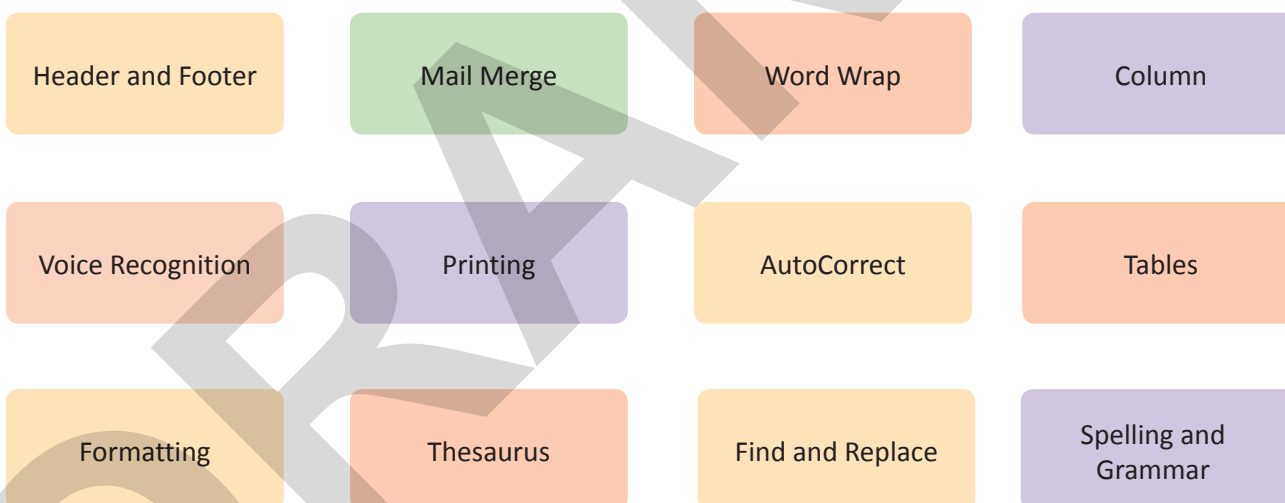 Header and Footer
Mail Merge
Word Wrap
Column
Voice Recognition
Printing
AutoCorrect
Tables
Formatting
Thesaurus
Find and Replace
Spelling and
Grammar